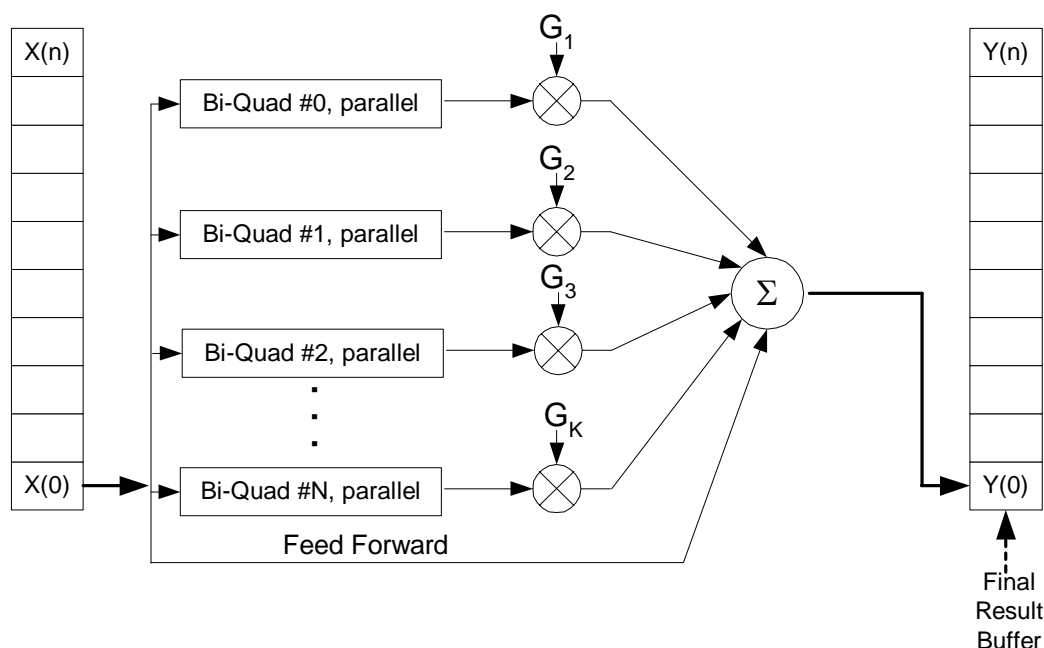 G1
X(n)
Y(n)
Bi-Quad #0, parallel
G2
Bi-Quad #1, parallel
G3
Σ
Bi-Quad #2, parallel
GK
X(0)
Bi-Quad #N, parallel
Y(0)
Feed Forward
Final
Result
Buffer